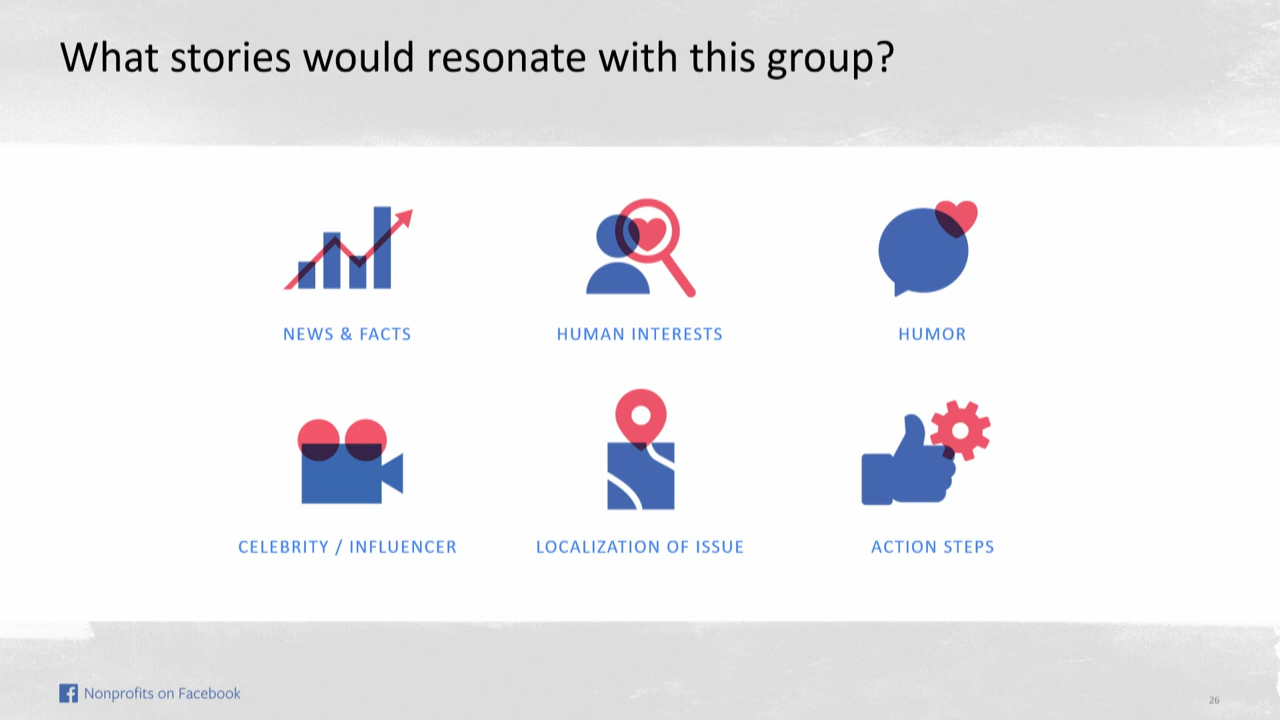 What stories would resonate with this group?
NEWS & FACTS
HUMAN INTERESTS
HUMOR
CELEBRITY / INFLUENCER
LOCALIZATION OF ISSUE
ACTION STEPS
f Nonprofits on Facebook
26